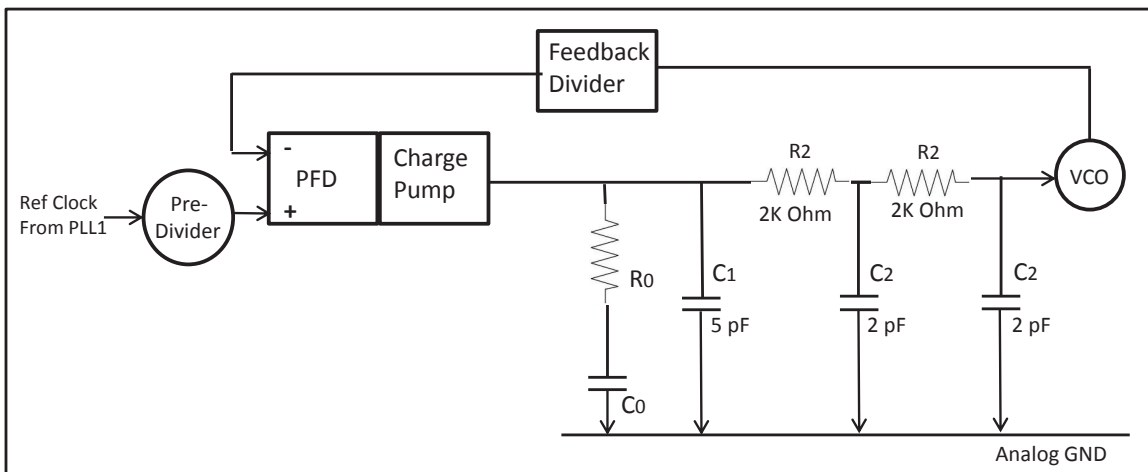 Feedback
Divider
Ref Clock
From PLL1
Pre-
Divider
-
+
PFD
Charge
Pump
R2
2K Ohm
R2
2K Ohm
VCO
R0
C0
C1
5 pF
C2
2 pF
C2
2 pF
Analog GND